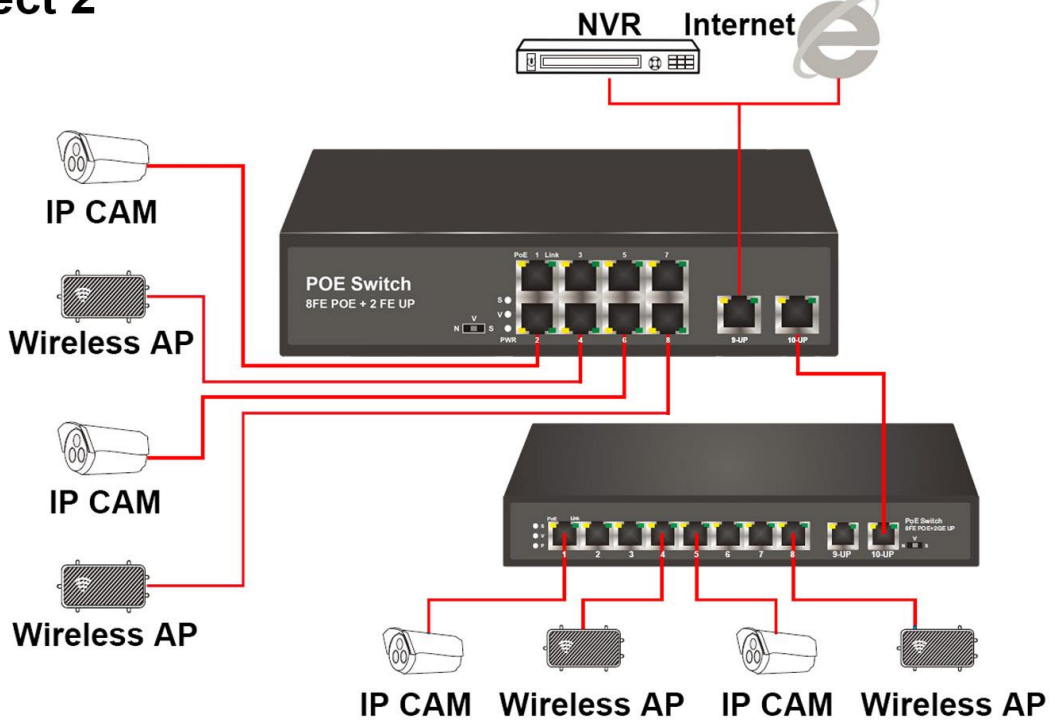 ect 2
NVR
Internet
IP CAM
Wireless AP
IP CAM
Wireless AP
POE Switch
8FE POE + 2 FE UP
PoE 1 Link 3 5 7
S
V
PWR
V
N S
2 4 6 8 9-UP 10-UP
PoE Link
S
V
P
1 2 3 4 5 6 7 8 9-UP 10-UP
PoE Switch
8FE POE+2GE UP
V
N S
IP CAM Wireless AP IP CAM Wireless AP